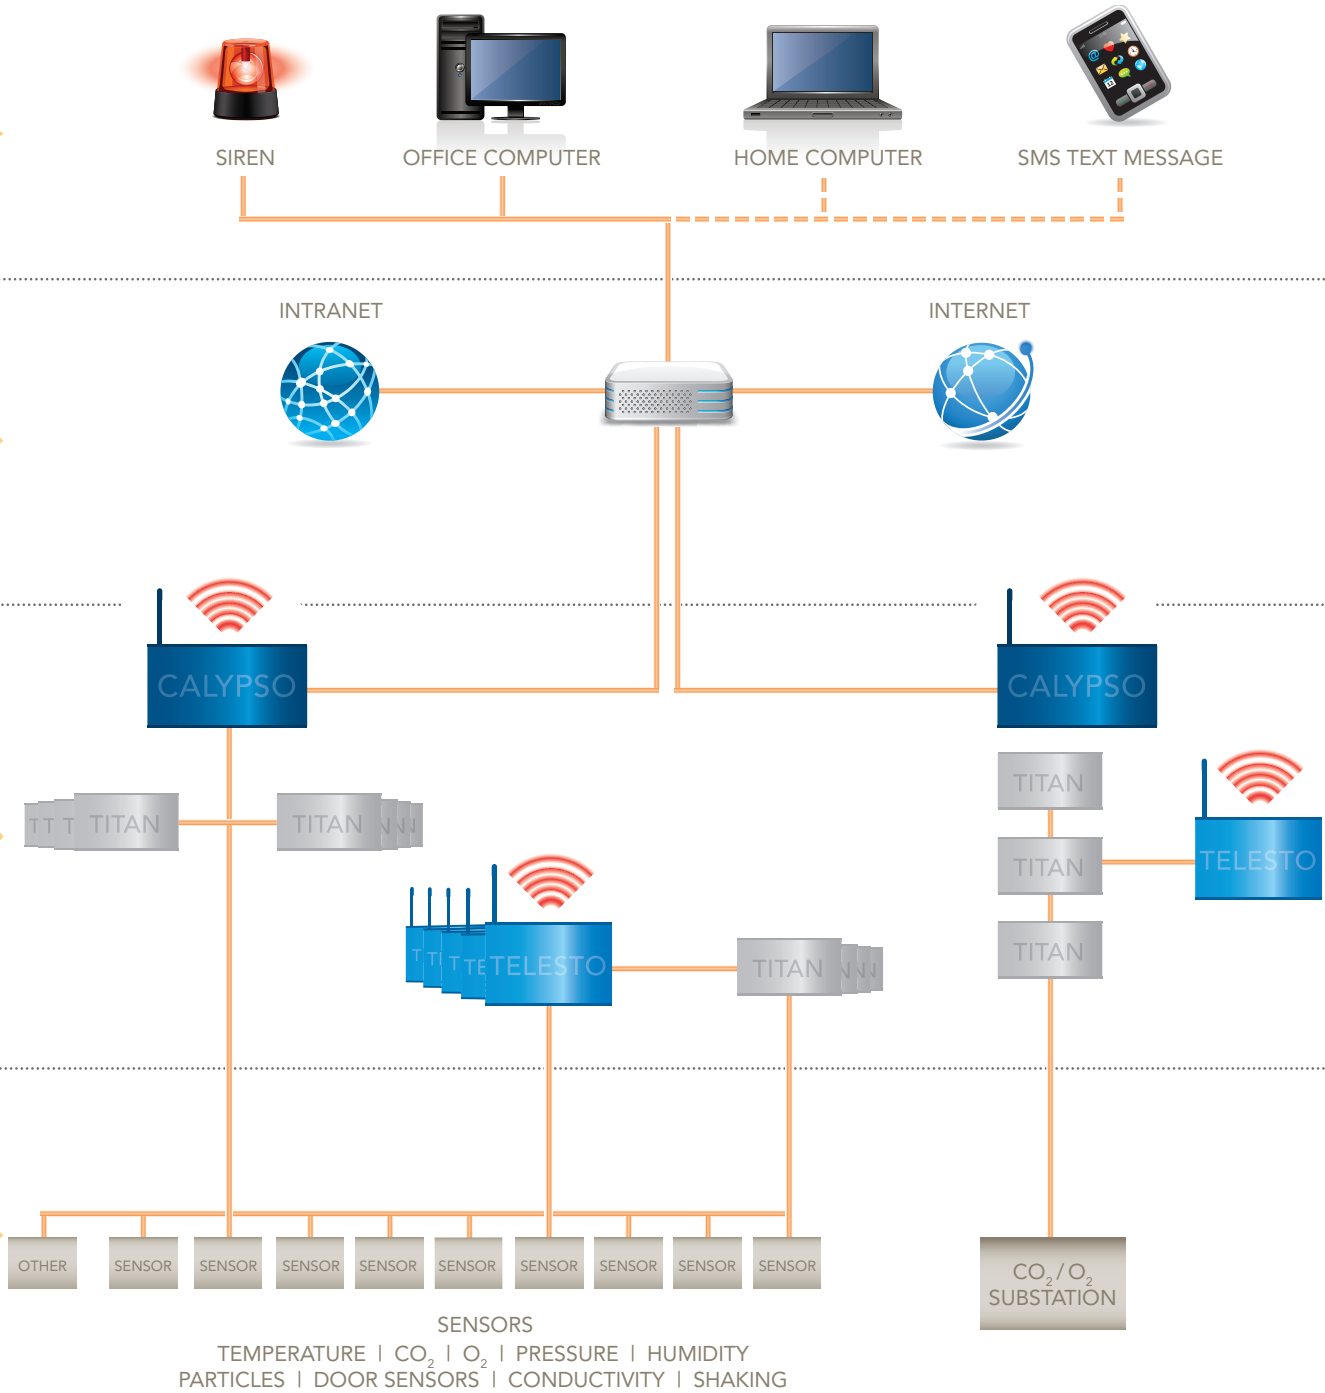 SIREN
OFFICE COMPUTER
HOME COMPUTER
SMS TEXT MESSAGE
INTRANET
INTERNET
CALYPSO
CALYPSO
T
T
T
TITAN
TITAN
N
N
N
TITAN
TITAN
TITAN
TELESTO
T
TE
T
TE
TELESTO
TITAN
N
N
N
OTHER
SENSOR
SENSOR
SENSOR
SENSOR
SENSOR
SENSOR
SENSOR
SENSOR
SENSOR
CO₂ / O₂
SUBSTATION
SENSORS
TEMPERATURE | CO₂ | O₂ | PRESSURE | HUMIDITY
PARTICLES | DOOR SENSORS | CONDUCTIVITY | SHAKING